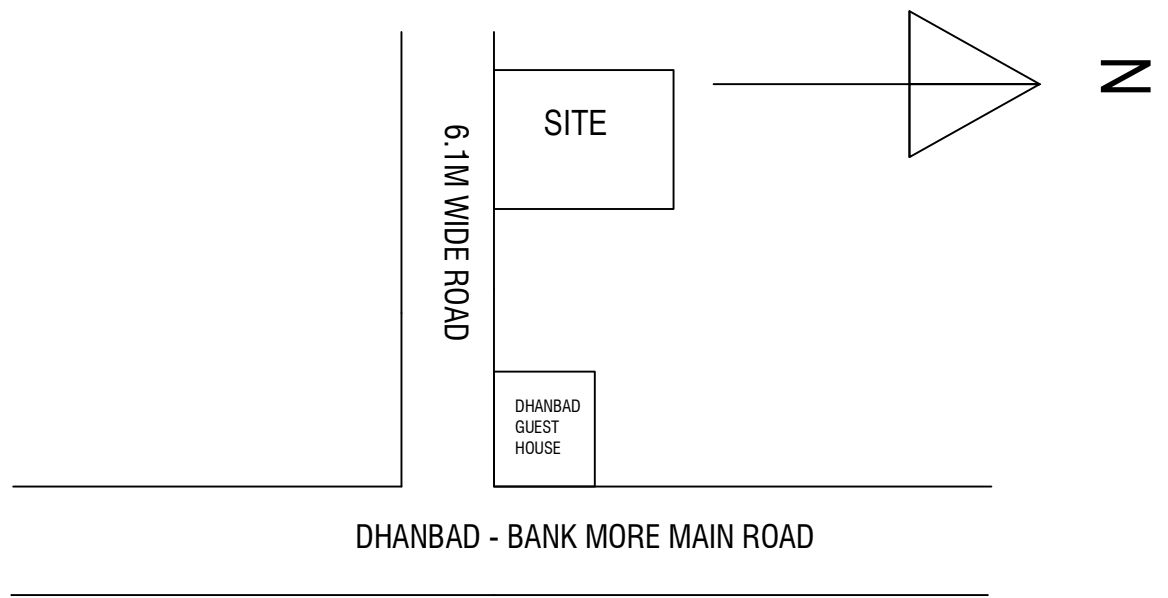 SITE
N
6.1M WIDE ROAD
DHANBAD
GUEST
HOUSE
DHANBAD - BANK MORE MAIN ROAD